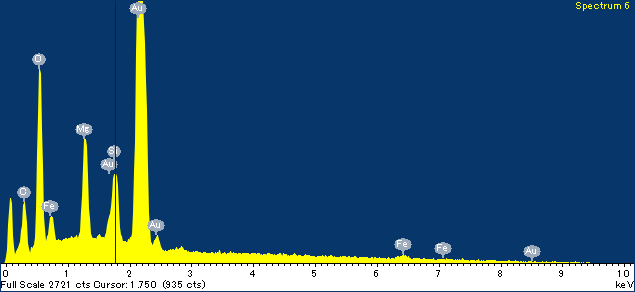 Spectrum 6
Au
O
Mg
Si
Au
C
Fe
Au
Fe
Fe
Au
0 1 2 3 4 5 6 7 8 9 10
Full Scale 2721 cts Cursor: 1.750 (935 cts) keV